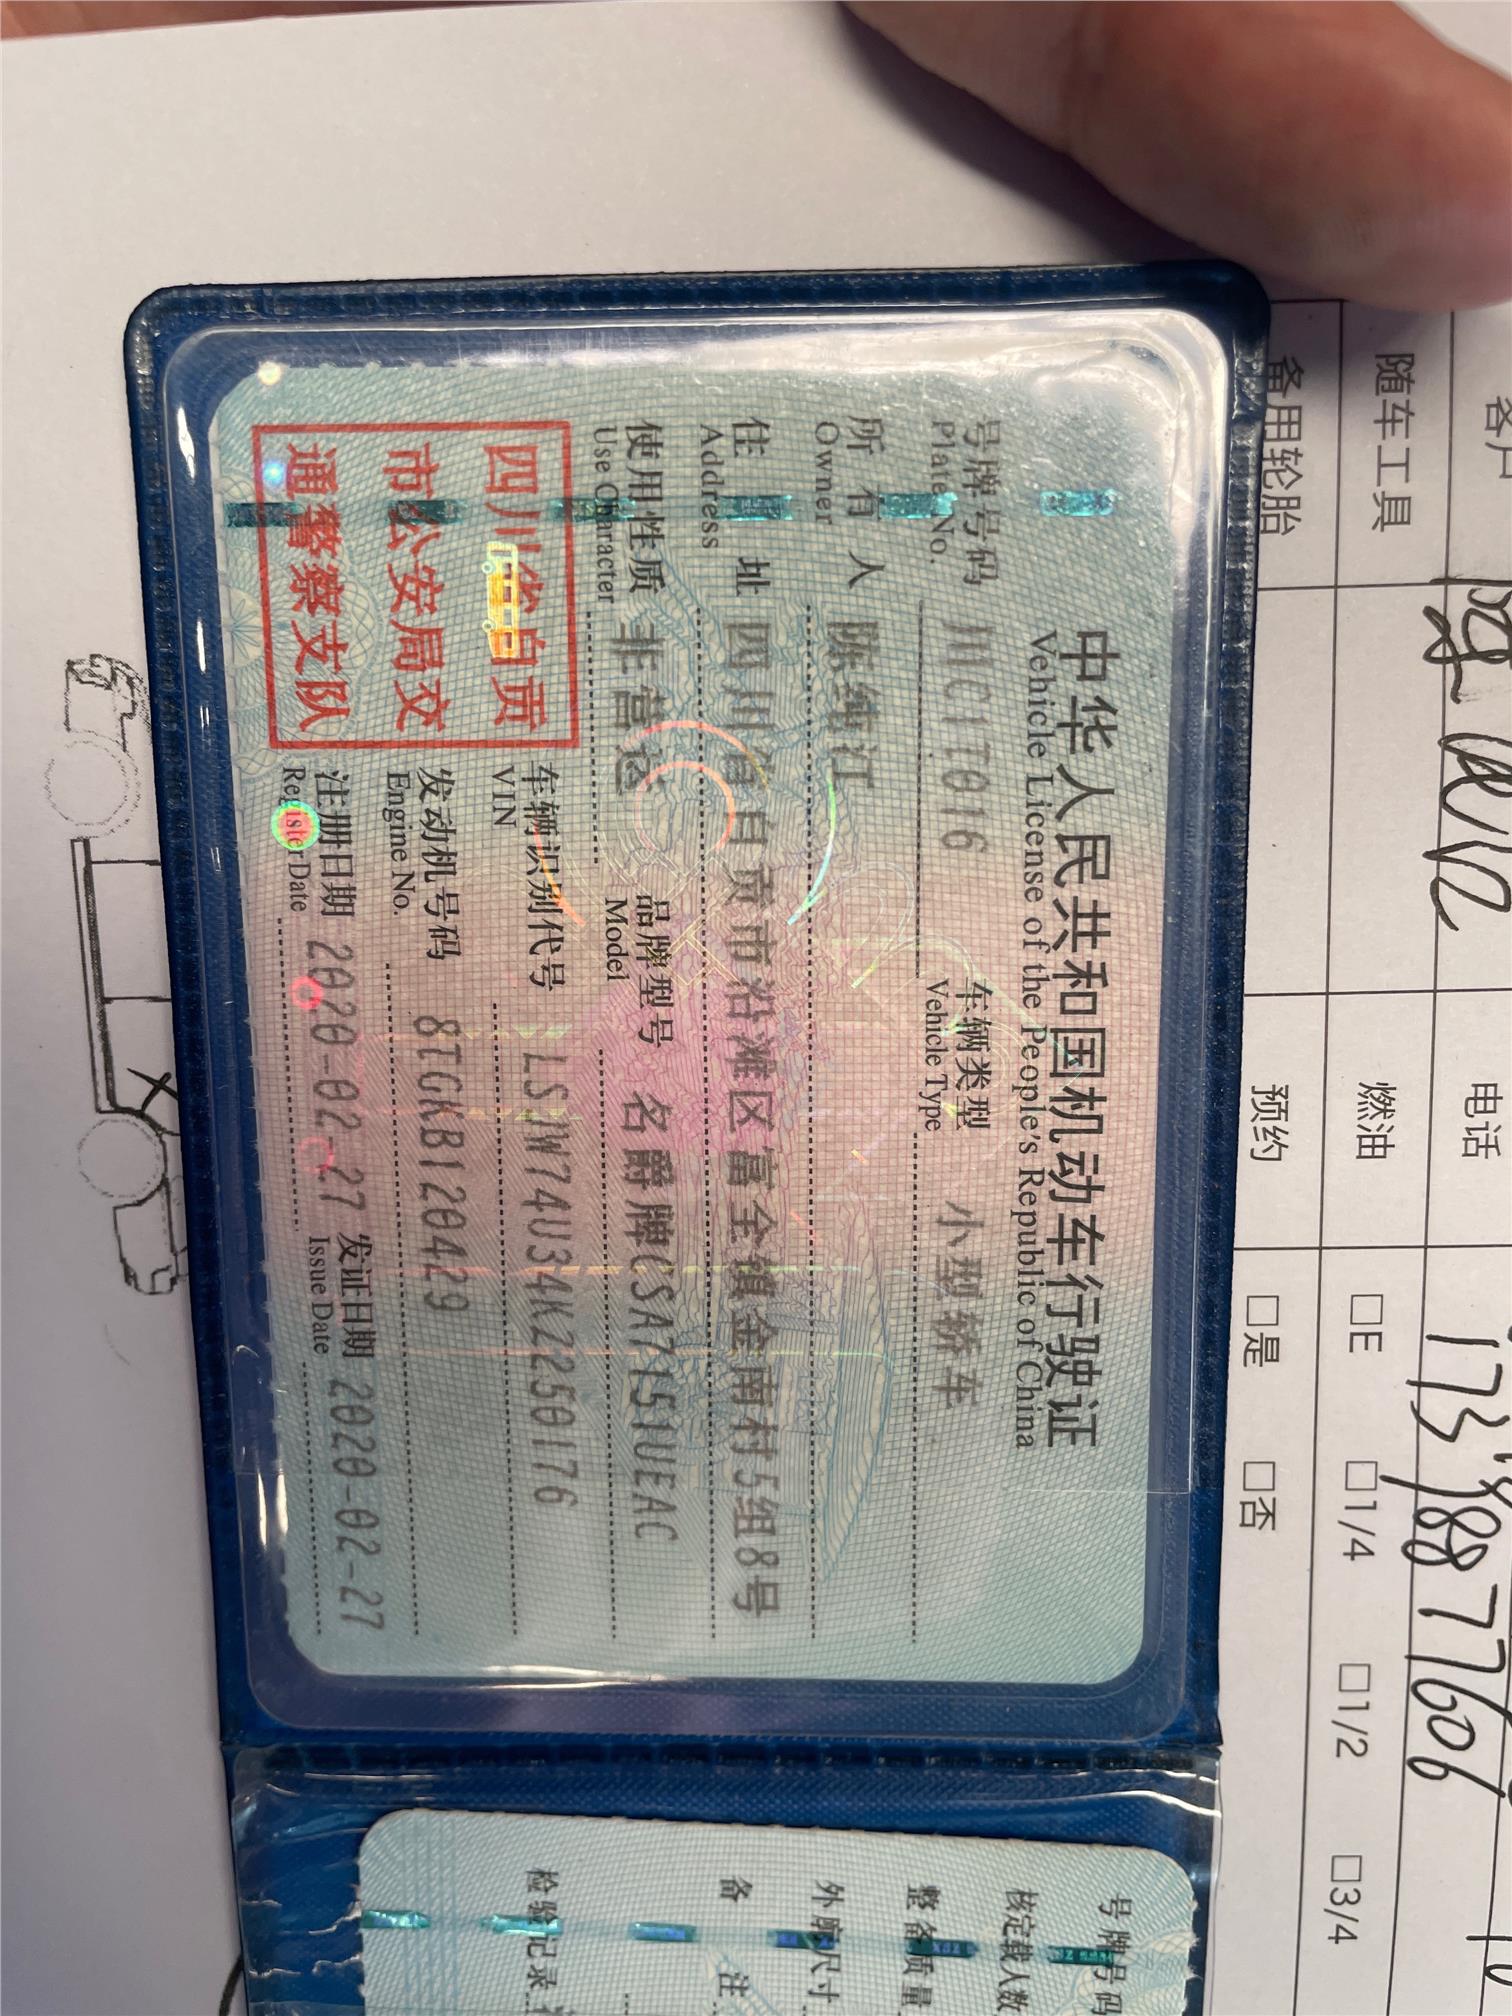 中华人民共和国机动车行驶证
Vehicle License of the People's Republic of China
号牌号码 川C1T016 车辆类型 小型轿车
Plate No. Vehicle Type
所有人 陈纯江
Owner
住址 四川省自贡市沿滩区富全镇金南村5组8号
Address
使用性质 非营运 品牌型号 名爵牌CSA7151UEAC
Use Character Model
四川省自贡
市公安局交
通警察支队
车辆识别代号 LSJW74U34KZ250176
VIN
发动机号码 8TGKB120429
Engine No.
注册日期 2020-02-27 发证日期 2020-02-27
Register Date Issue Date
号牌号码
核定载人数
整备质量
外廓尺寸
备注
检验记录
客户 电话
随车工具 燃油 □E □1/4 □1/2 □3/4
备用轮胎 预约 □是 □否